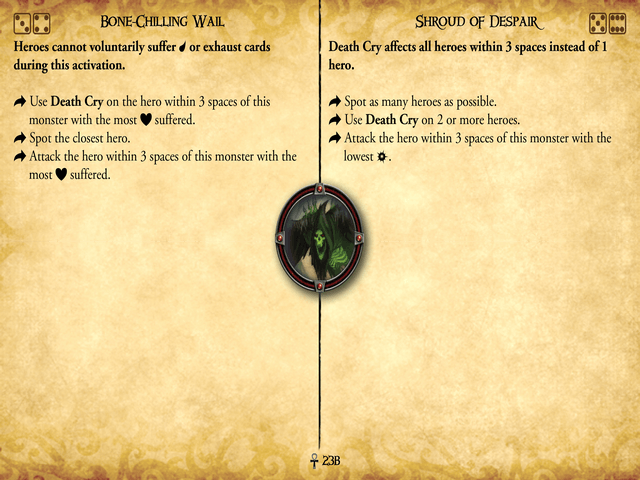 Bone-Chilling Wail
Heroes cannot voluntarily suffer or exhaust cards
during this activation.
Use Death Cry on the hero within 3 spaces of this
monster with the most suffered.
Spot the closest hero.
Attack the hero within 3 spaces of this monster with the
most suffered.
Shroud of Despair
Death Cry affects all heroes within 3 spaces instead of 1
hero.
Spot as many heroes as possible.
Use Death Cry on 2 or more heroes.
Attack the hero within 3 spaces of this monster with the
lowest .
23B